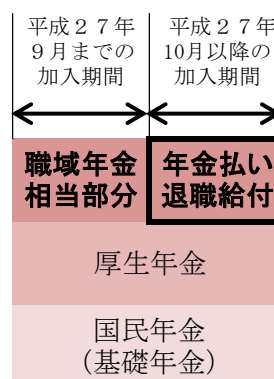 平成２７年
９月までの
加入期間
平成２７年
10月以降の
加入期間
職域年金
相当部分
年金払い
退職給付
厚生年金
国民年金
（基礎年金）